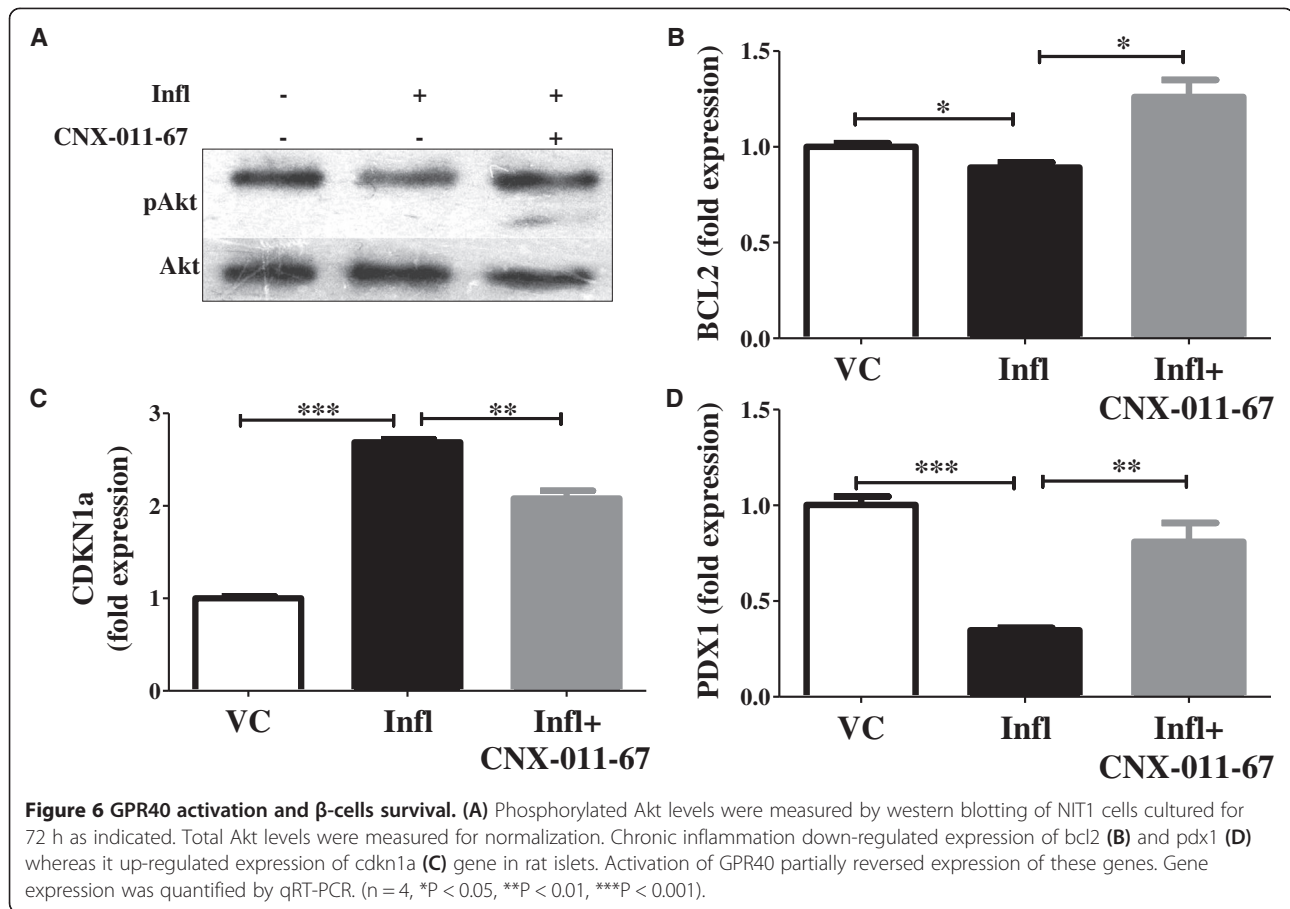 A
Infl - + +
CNX-011-67 - - +
pAkt
Akt
B
BCL2 (fold expression)
1.5
1.0
0.5
0.0
*
*
VC
Infl
Infl+
CNX-011-67
C
CDKN1a
(fold expression)
3
2
1
0
***
**
VC
Infl
Infl+
CNX-011-67
D
PDX1 (fold expression)
1.5
1.0
0.5
0.0
***
**
VC
Infl
Infl+
CNX-011-67
Figure 6 GPR40 activation and β-cells survival. (A) Phosphorylated Akt levels were measured by western blotting of NIT1 cells cultured for
72 h as indicated. Total Akt levels were measured for normalization. Chronic inflammation down-regulated expression of bcl2 (B) and pdx1 (D)
whereas it up-regulated expression of cdkn1a (C) gene in rat islets. Activation of GPR40 partially reversed expression of these genes. Gene
expression was quantified by qRT-PCR. (n = 4, *P < 0.05, **P < 0.01, ***P < 0.001).